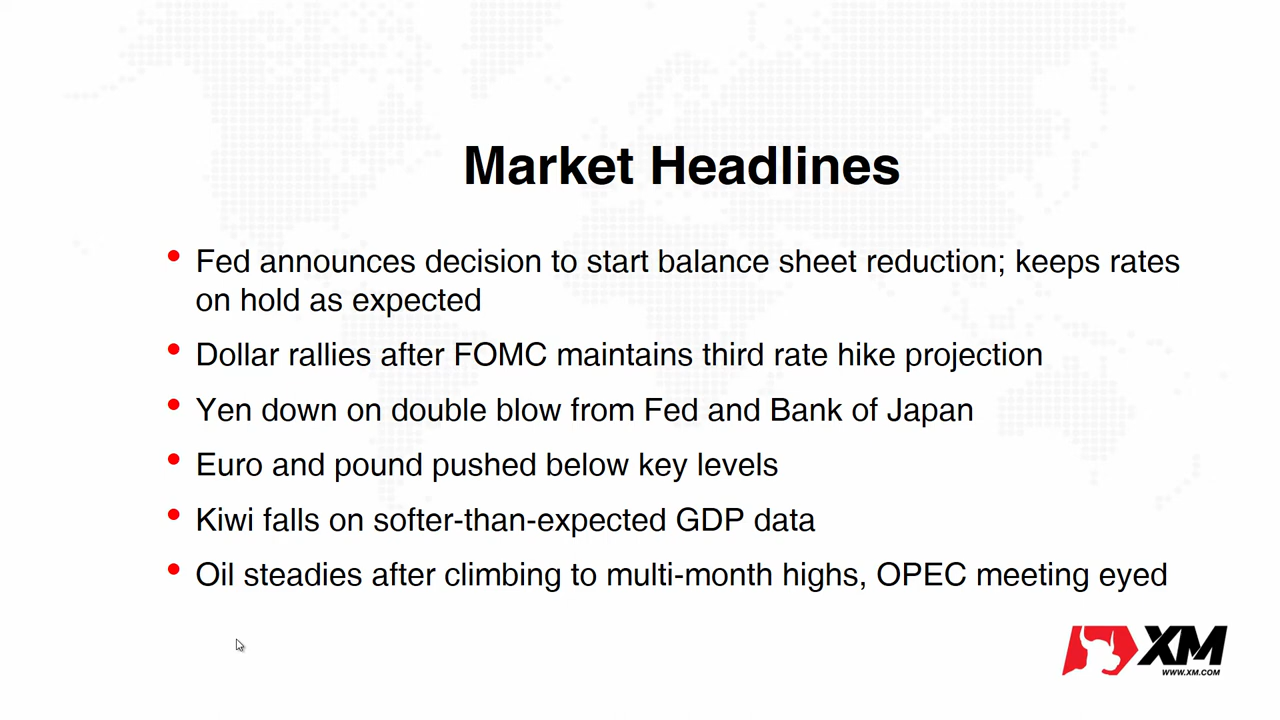 Market Headlines
• Fed announces decision to start balance sheet reduction; keeps rates
on hold as expected
• Dollar rallies after FOMC maintains third rate hike projection
• Yen down on double blow from Fed and Bank of Japan
• Euro and pound pushed below key levels
• Kiwi falls on softer-than-expected GDP data
• Oil steadies after climbing to multi-month highs, OPEC meeting eyed
XM
WWW.XM.COM